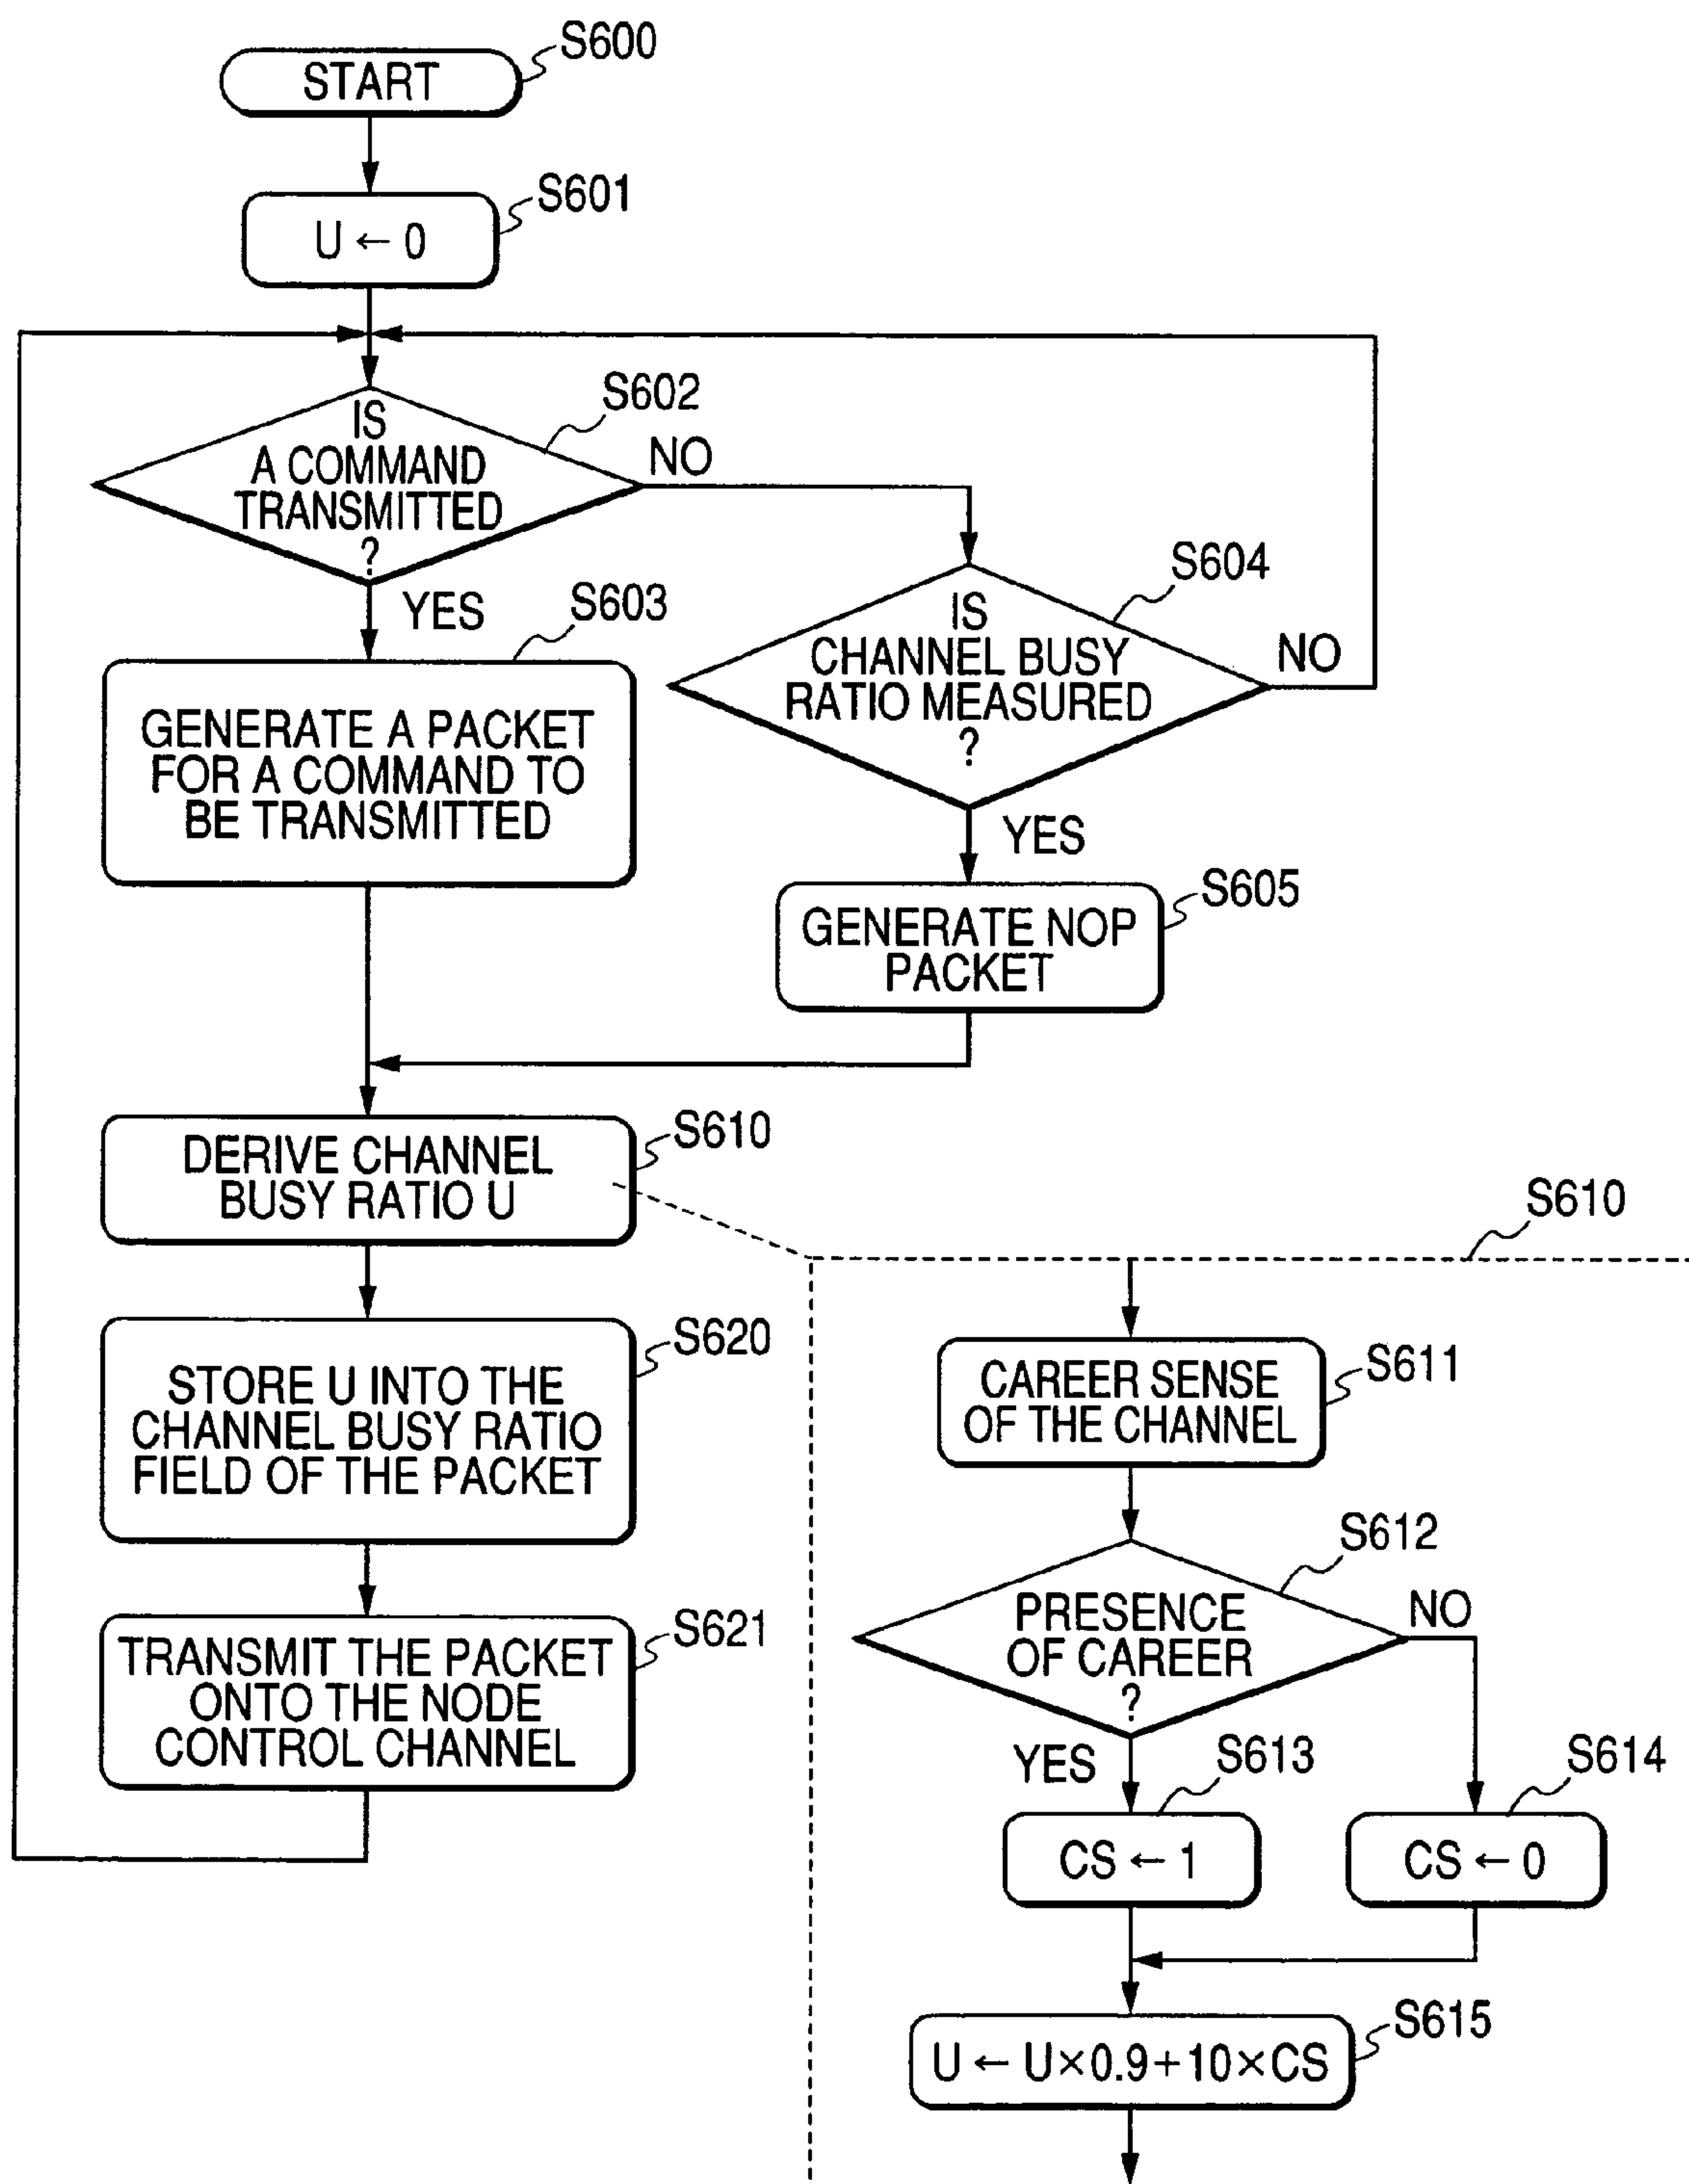 START
S600
U ← 0
S601
IS
A COMMAND
TRANSMITTED
?
S602
NO
YES
S603
GENERATE A PACKET
FOR A COMMAND TO
BE TRANSMITTED
S604
IS
CHANNEL BUSY
RATIO MEASURED
?
NO
YES
S605
GENERATE NOP
PACKET
S610
DERIVE CHANNEL
BUSY RATIO U
S620
STORE U INTO THE
CHANNEL BUSY RATIO
FIELD OF THE PACKET
S621
TRANSMIT THE PACKET
ONTO THE NODE
CONTROL CHANNEL
S610
S611
CAREER SENSE
OF THE CHANNEL
S612
PRESENCE
OF CAREER
?
NO
YES
S613
CS ← 1
S614
CS ← 0
S615
U ← U×0.9+10×CS